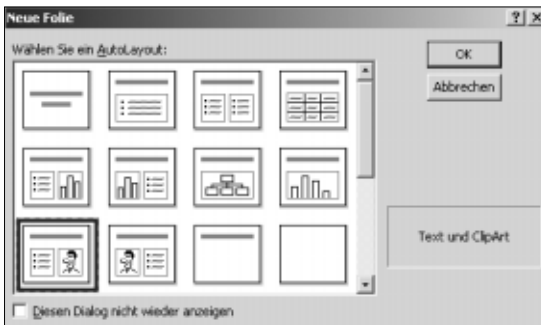 Neue Folie
Wählen Sie ein AutoLayout:
OK
Abbrechen
Text und ClipArt
Diesen Dialog nicht wieder anzeigen